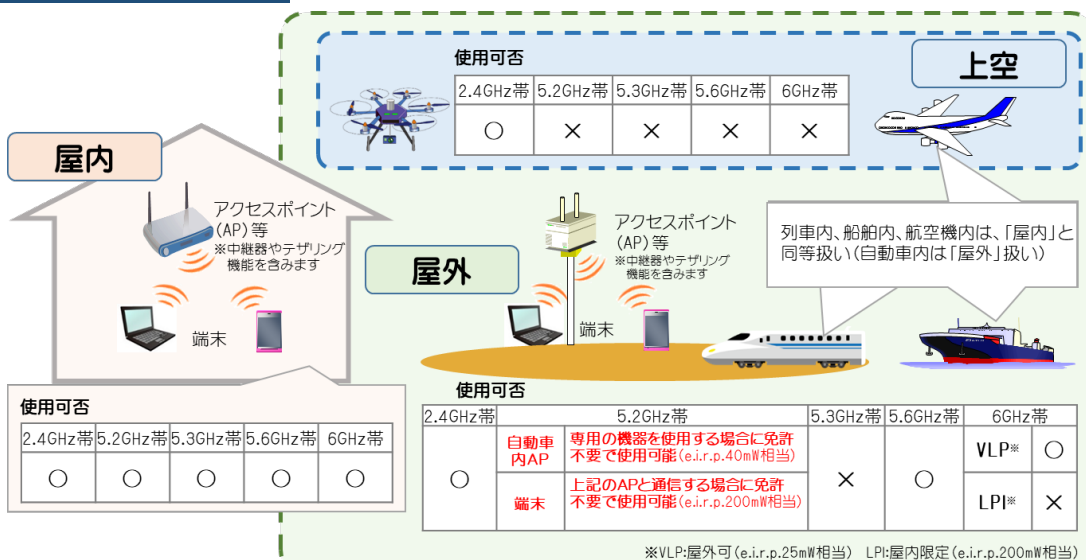 使用可否
上空
2.4GHz帯 5.2GHz帯 5.3GHz帯 5.6GHz帯 6GHz帯
○ × × × ×
屋内
アクセスポイント
(AP)等
※中継器やテザリング
機能を含みます
端末
使用可否
2.4GHz帯 5.2GHz帯 5.3GHz帯 5.6GHz帯 6GHz帯
○ ○ ○ ○ ○
屋外
アクセスポイント
(AP)等
※中継器やテザリング
機能を含みます
端末
列車内、船舶内、航空機内は、「屋内」と
同等扱い(自動車内は「屋外」扱い)
使用可否
2.4GHz帯 5.2GHz帯 5.3GHz帯 5.6GHz帯 6GHz帯
○
自動車
内AP
専用の機器を使用する場合に免許
不要で使用可能(e.i.r.p.40mW相当)
端末
上記のAPと通信する場合に免許
不要で使用可能(e.i.r.p.200mW相当)
×
○
VLP※ ○
LPI※ ×
※VLP:屋外可(e.i.r.p.25mW相当) LPI:屋内限定(e.i.r.p.200mW相当)